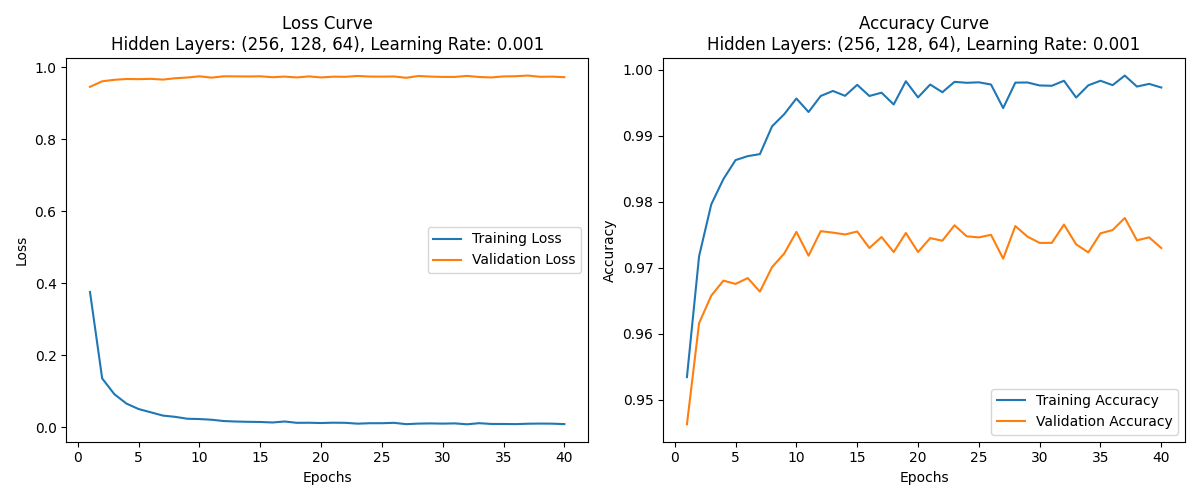 Loss Curve
Hidden Layers: (256, 128, 64), Learning Rate: 0.001
1.0
0.8
0.6
0.4
0.2
0.0
Loss
Training Loss
Validation Loss
0 5 10 15 20 25 30 35 40
Epochs
Accuracy Curve
Hidden Layers: (256, 128, 64), Learning Rate: 0.001
1.00
0.99
0.98
0.97
0.96
0.95
Accuracy
Training Accuracy
Validation Accuracy
0 5 10 15 20 25 30 35 40
Epochs